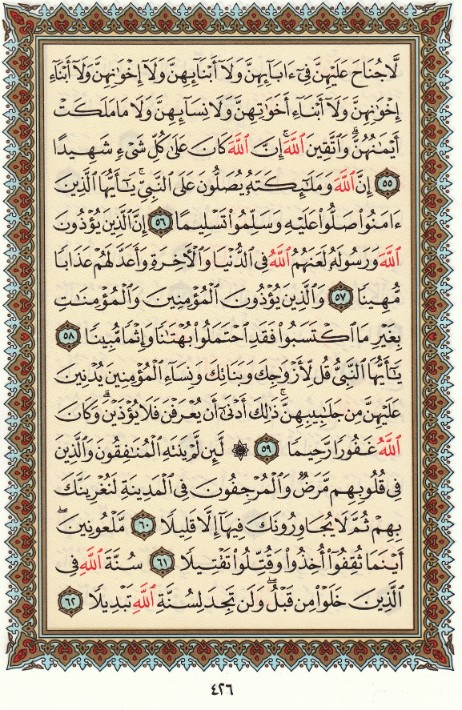 لَّا جُنَاحَ عَلَيْهِنَّ فِىٓ ءَابَآئِهِنَّ وَلَآ أَبْنَآئِهِنَّ وَلَآ إِخْوَٰنِهِنَّ وَلَآ أَبْنَآءِ
إِخْوَٰنِهِنَّ وَلَآ أَبْنَآءِ أَخَوَٰتِهِنَّ وَلَا نِسَآئِهِنَّ وَلَا مَا مَلَكَتْ
أَيْمَٰنُهُنَّ ۗ وَٱتَّقِينَ ٱللَّهَ ۚ إِنَّ ٱللَّهَ كَانَ عَلَىٰ كُلِّ شَىْءٍ شَهِيدًا
٥٥ إِنَّ ٱللَّهَ وَمَلَٰٓئِكَتَهُۥ يُصَلُّونَ عَلَى ٱلنَّبِىِّ ۚ يَٰٓأَيُّهَا ٱلَّذِينَ
ءَامَنُوا۟ صَلُّوا۟ عَلَيْهِ وَسَلِّمُوا۟ تَسْلِيمًا ٥٦ إِنَّ ٱلَّذِينَ يُؤْذُونَ
ٱللَّهَ وَرَسُولَهُۥ لَعَنَهُمُ ٱللَّهُ فِى ٱلدُّنْيَا وَٱلْءَاخِرَةِ وَأَعَدَّ لَهُمْ عَذَابًا
مُّهِينًا ٥٧ وَٱلَّذِينَ يُؤْذُونَ ٱلْمُؤْمِنِينَ وَٱلْمُؤْمِنَٰتِ
بِغَيْرِ مَا ٱكْتَسَبُوا۟ فَقَدِ ٱحْتَمَلُوا۟ بُهْتَٰنًا وَإِثْمًا مُّبِينًا ٥٨
يَٰٓأَيُّهَا ٱلنَّبِىُّ قُل لِّأَزْوَٰجِكَ وَبَنَاتِكَ وَنِسَآءِ ٱلْمُؤْمِنِينَ يُدْنِينَ
عَلَيْهِنَّ مِن جَلَٰبِيبِهِنَّ ۚ ذَٰلِكَ أَدْنَىٰٓ أَن يُعْرَفْنَ فَلَا يُؤْذَيْنَ ۗ وَكَانَ
ٱللَّهُ غَفُورًا رَّحِيمًا ٥٩ ۞ لَّئِن لَّمْ يَنتَهِ ٱلْمُنَٰفِقُونَ وَٱلَّذِينَ
فِى قُلُوبِهِم مَّرَضٌ وَٱلْمُرْجِفُونَ فِى ٱلْمَدِينَةِ لَنُغْرِيَنَّكَ
بِهِمْ ثُمَّ لَا يُجَاوِرُونَكَ فِيهَآ إِلَّا قَلِيلًا ٦٠ مَّلْعُونِينَ ۖ
أَيْنَمَا ثُقِفُوٓا۟ أُخِذُوا۟ وَقُتِّلُوا۟ تَقْتِيلًا ٦١ سُنَّةَ ٱللَّهِ فِى
ٱلَّذِينَ خَلَوْا۟ مِن قَبْلُ ۖ وَلَن تَجِدَ لِسُنَّةِ ٱللَّهِ تَبْدِيلًا ٦٢
٤٢٦